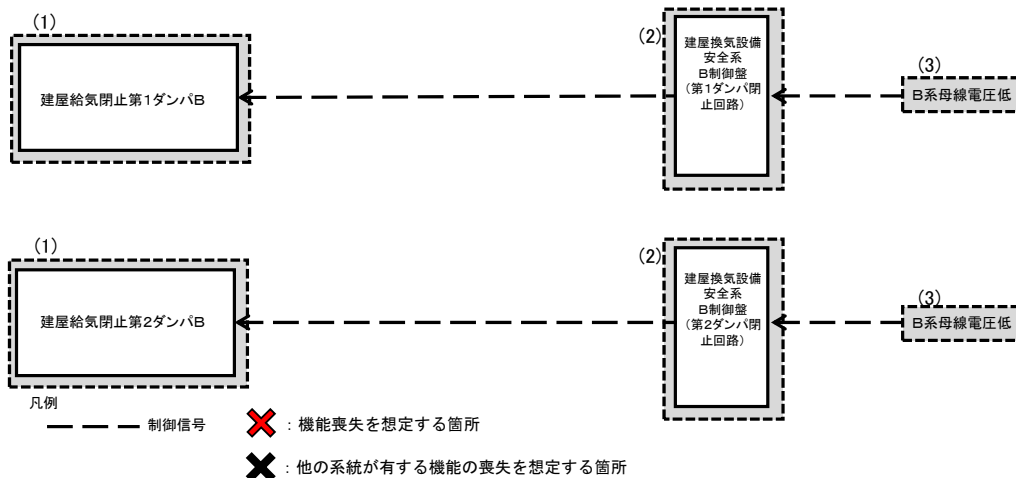 (1)
建屋給気閉止第1ダンパB
(2)
建屋換気設備
安全系
B制御盤
(第1ダンパ閉
止回路)
(3)
B系母線電圧低
(1)
建屋給気閉止第2ダンパB
(2)
建屋換気設備
安全系
B制御盤
(第2ダンパ閉
止回路)
(3)
B系母線電圧低
凡例
制御信号
：機能喪失を想定する箇所
：他の系統が有する機能の喪失を想定する箇所